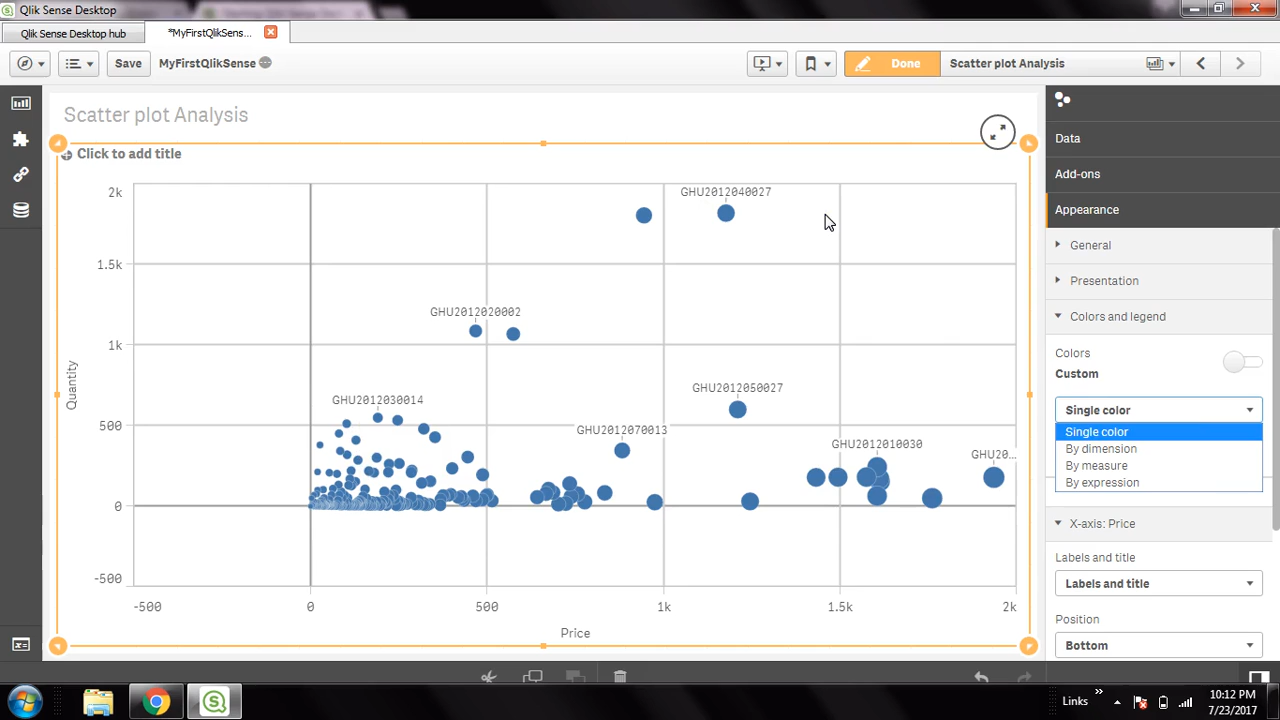 Qlik Sense Desktop
Qlik Sense Desktop hub
*MyFirstQlikSens...
Save
MyFirstQlikSense
Done
Scatter plot Analysis
Scatter plot Analysis
Click to add title
2k
1.5k
1k
500
0
-500
Quantity
GHU2012040027
GHU2012020002
GHU2012050027
GHU2012030014
GHU2012070013
GHU2012010030
GHU20...
-500
0
500
1k
1.5k
2k
Price
Data
Add-ons
Appearance
General
Presentation
Colors and legend
Colors
Custom
Single color
Single color
By dimension
By measure
By expression
X-axis: Price
Labels and title
Labels and title
Position
Bottom
Links
10:12 PM
7/23/2017